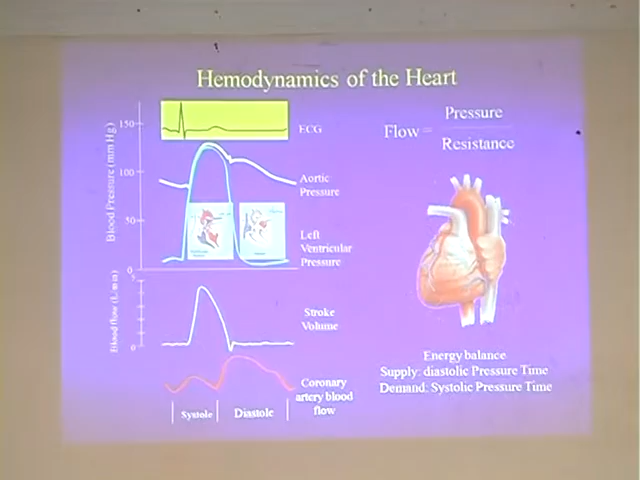 Hemodynamics of the Heart
Blood Pressure (mm Hg)
150
100
50
0
ECG
Aortic
Pressure
Left
Ventricular
Pressure
Pressure
Flow =
Resistance
Blood flow (L/min)
5
0
Stroke
Volume
Coronary
artery blood
flow
Systole
Diastole
Energy balance
Supply: diastolic Pressure Time
Demand: Systolic Pressure Time